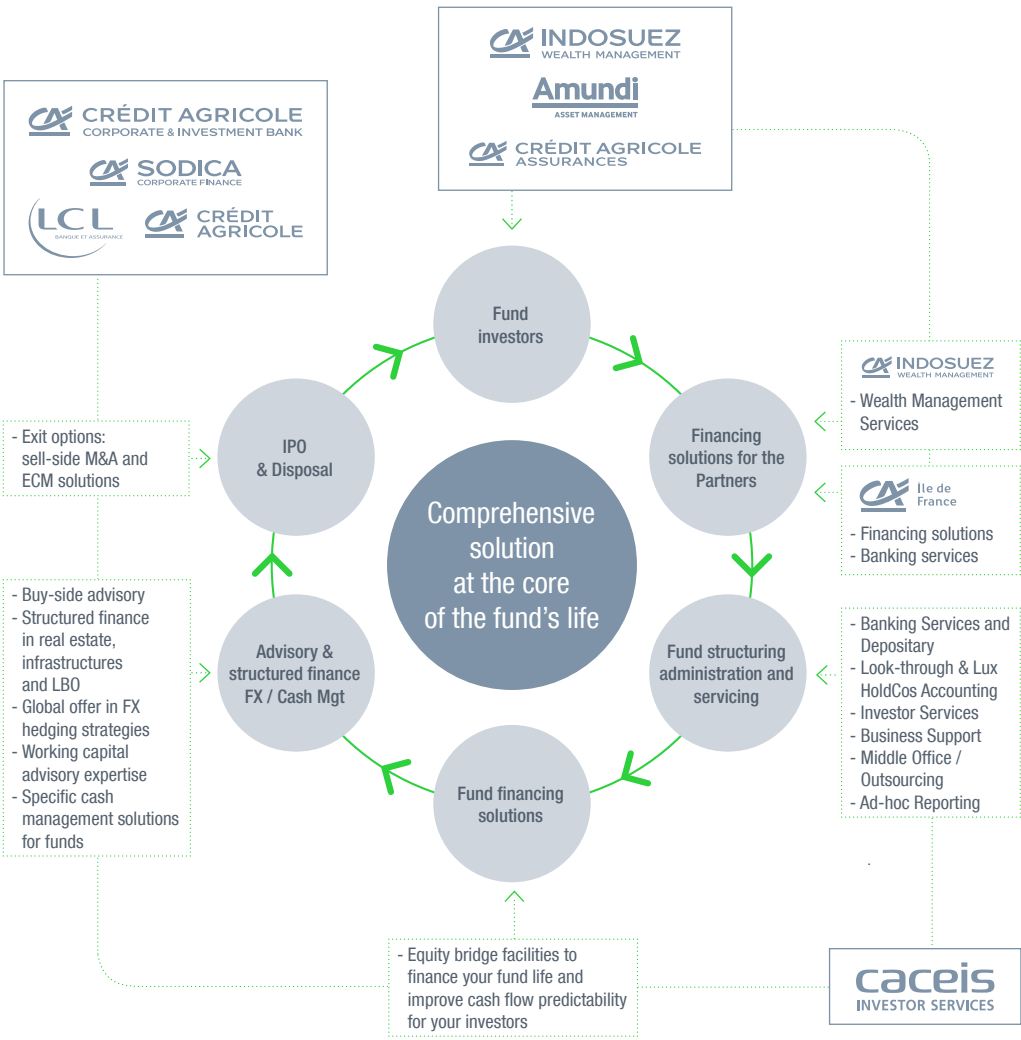 CA INDOSUEZ
WEALTH MANAGEMENT
Amundi
ASSET MANAGEMENT
CA CRÉDIT AGRICOLE
ASSURANCES
CA CRÉDIT AGRICOLE
CORPORATE & INVESTMENT BANK
CA SODICA
CORPORATE FINANCE
LCL
BANQUE ET ASSURANCE
CA CRÉDIT
AGRICOLE
Fund
investors
CA INDOSUEZ
WEALTH MANAGEMENT
- Wealth Management
Services
- Exit options:
sell-side M&A and
ECM solutions
IPO
& Disposal
Financing
solutions for the
Partners
CA Ile de
France
- Financing solutions
- Banking services
Comprehensive
solution
at the core
of the fund's life
- Buy-side advisory
- Structured finance
in real estate,
infrastructures
and LBO
- Global offer in FX
hedging strategies
- Working capital
advisory expertise
- Specific cash
management solutions
for funds
Advisory &
structured finance
FX / Cash Mgt
Fund structuring
administration and
servicing
- Banking Services and
Depositary
- Look-through & Lux
HoldCos Accounting
- Investor Services
- Business Support
- Middle Office /
Outsourcing
- Ad-hoc Reporting
Fund financing
solutions
- Equity bridge facilities to
finance your fund life and
improve cash flow predictability
for your investors
caceis
INVESTOR SERVICES